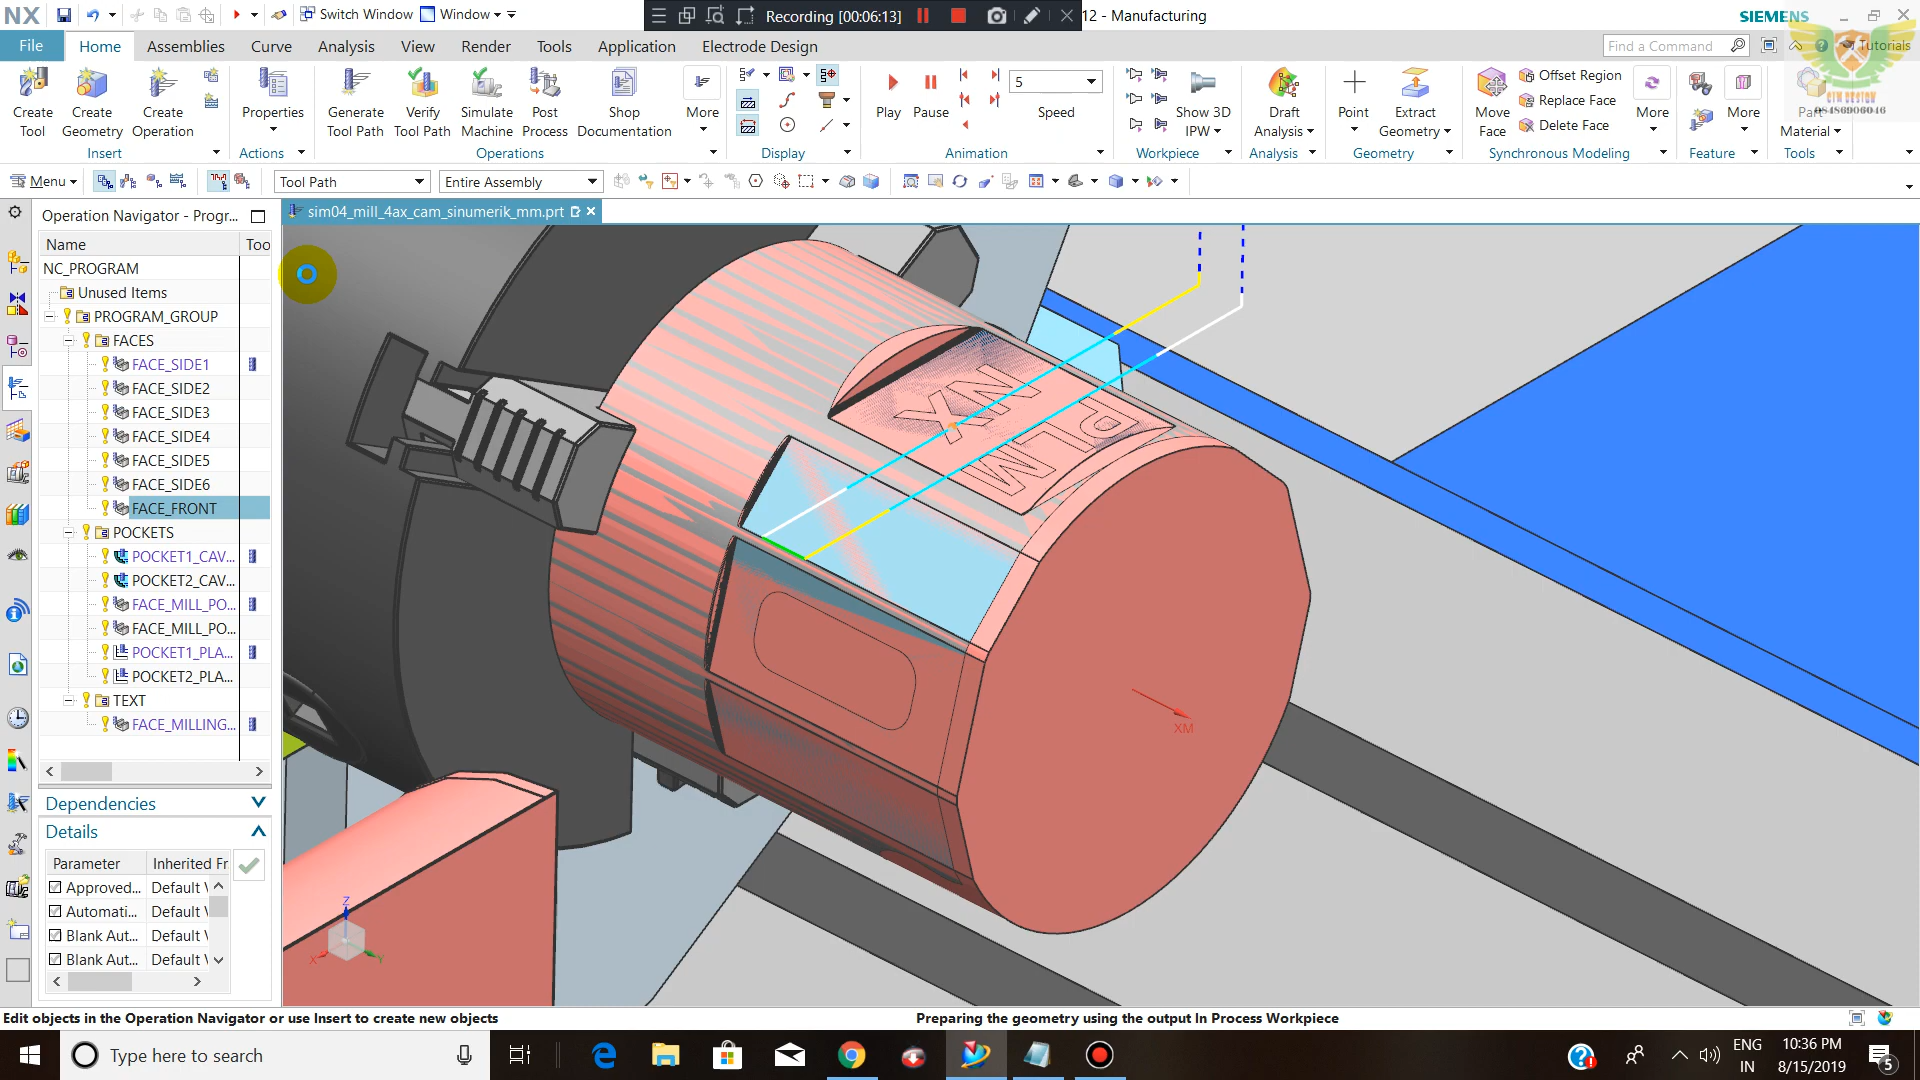 NX
Switch Window
Window
Recording [00:06:13]
12 - Manufacturing
SIEMENS
File
Home
Assemblies
Curve
Analysis
View
Render
Tools
Application
Electrode Design
Find a Command
Tutorials
Create Tool
Create Geometry
Create Operation
Properties
Generate Tool Path
Verify Tool Path
Simulate Machine
Post Process
Shop Documentation
More
Play
Pause
5
Speed
Show 3D IPW
Draft Analysis
Point
Extract Geometry
Move Face
Offset Region
Replace Face
Delete Face
More
More
Part Material
CIM DESIGN
08486906046
Insert
Actions
Operations
Display
Animation
Workpiece
Analysis
Geometry
Synchronous Modeling
Feature
Tools
Menu
Tool Path
Entire Assembly
Operation Navigator - Progr...
sim04_mill_4ax_cam_sinumerik_mm.prt
Name
Too
NC_PROGRAM
Unused Items
PROGRAM_GROUP
FACES
FACE_SIDE1
FACE_SIDE2
FACE_SIDE3
FACE_SIDE4
FACE_SIDE5
FACE_SIDE6
FACE_FRONT
POCKETS
POCKET1_CAV...
POCKET2_CAV...
FACE_MILL_PO...
FACE_MILL_PO...
POCKET1_PLA...
POCKET2_PLA...
TEXT
FACE_MILLING...
NX
PLM
XM
Dependencies
Details
Parameter
Inherited Fr
Approved...
Default V
Automati...
Default V
Blank Aut...
Default V
Blank Aut...
Default V
Z
X
Y
Edit objects in the Operation Navigator or use Insert to create new objects
Preparing the geometry using the output In Process Workpiece
Type here to search
ENG
IN
10:36 PM
8/15/2019
5